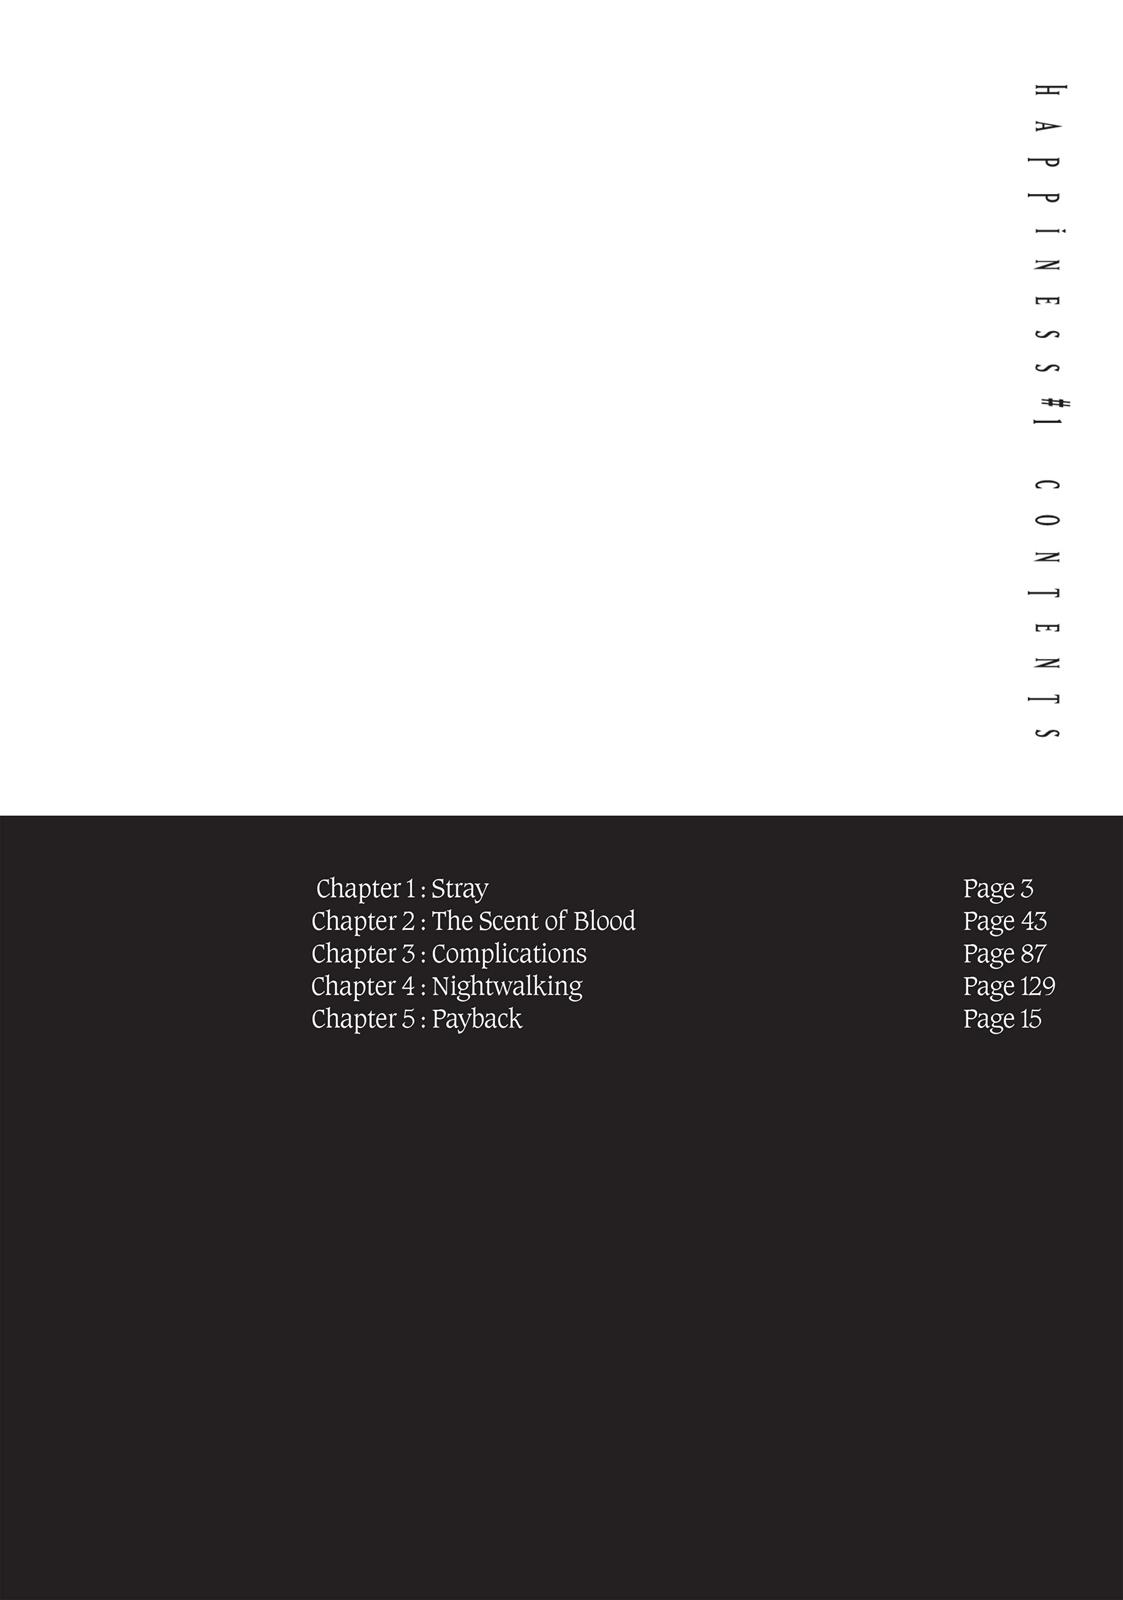 HAPPINESS #1 CONTENTS
Chapter 1 : Stray Page 3
Chapter 2 : The Scent of Blood Page 43
Chapter 3 : Complications Page 87
Chapter 4 : Nightwalking Page 129
Chapter 5 : Payback Page 15